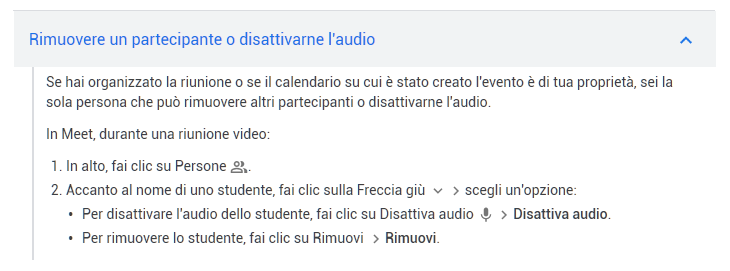 Rimuovere un partecipante o disattivarne l'audio
Se hai organizzato la riunione o se il calendario su cui è stato creato l'evento è di tua proprietà, sei la
sola persona che può rimuovere altri partecipanti o disattivarne l'audio.
In Meet, durante una riunione video:
1. In alto, fai clic su Persone.
2. Accanto al nome di uno studente, fai clic sulla Freccia giù > scegli un'opzione:
• Per disattivare l'audio dello studente, fai clic su Disattiva audio > Disattiva audio.
• Per rimuovere lo studente, fai clic su Rimuovi > Rimuovi.